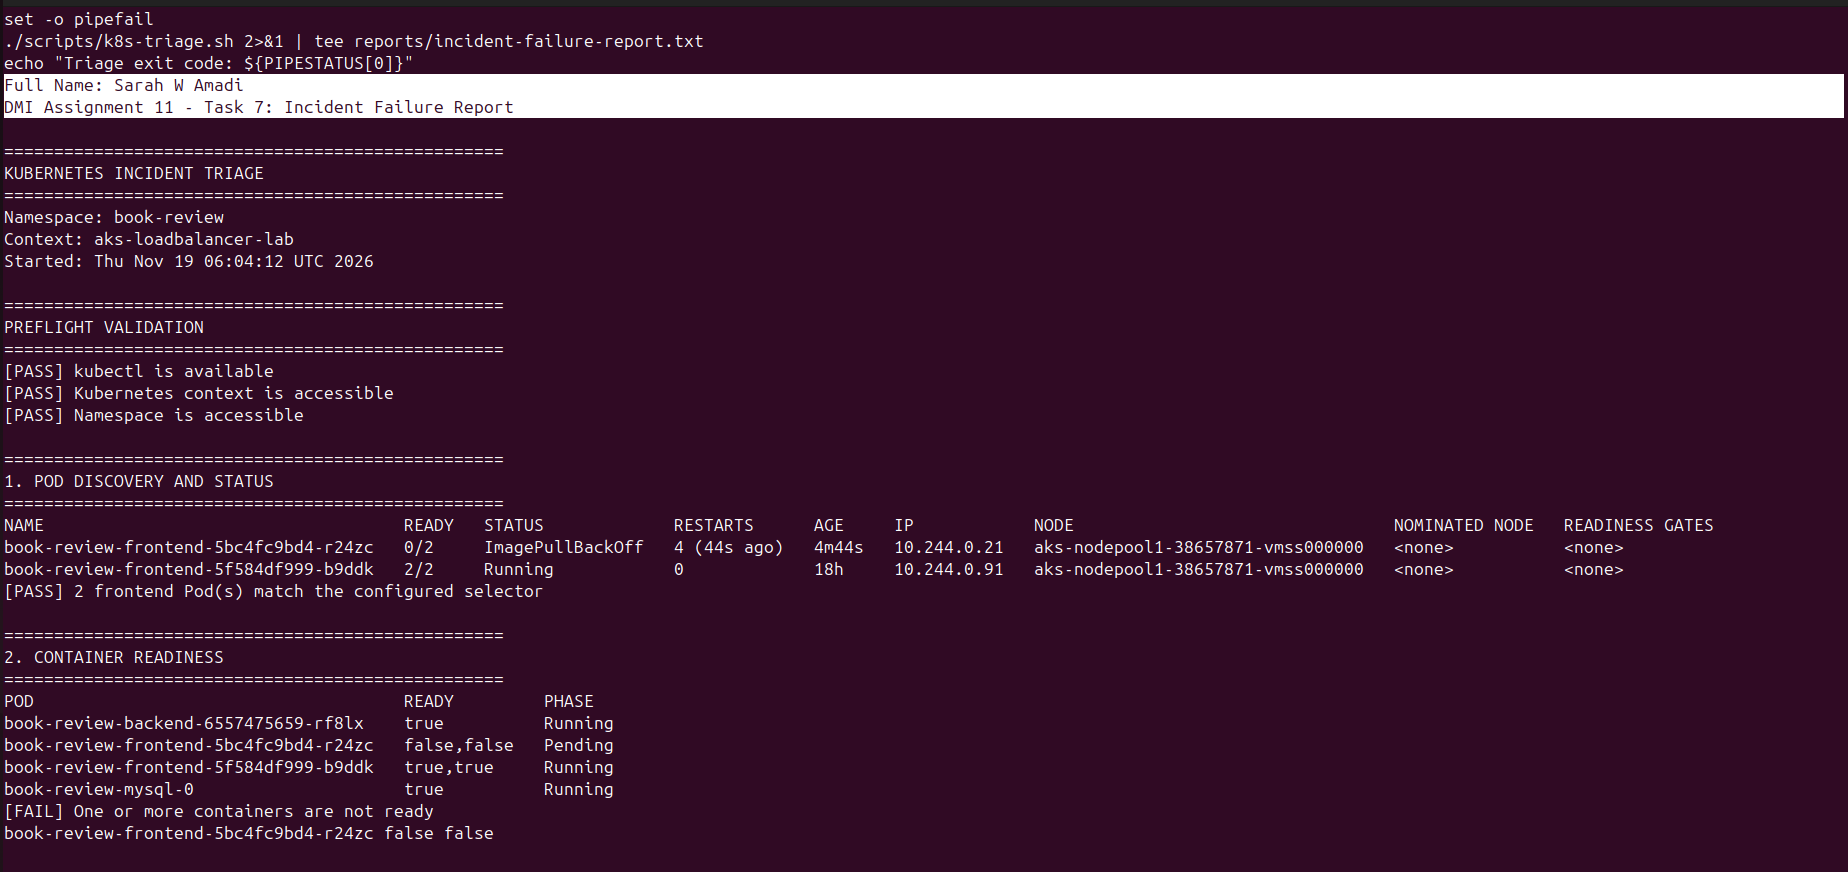 set -o pipefail
./scripts/k8s-triage.sh 2>&1 | tee reports/incident-failure-report.txt
echo "Triage exit code: ${PIPESTATUS[0]}"
Full Name: Sarah W Amadi
DMI Assignment 11 - Task 7: Incident Failure Report
==================================================
KUBERNETES INCIDENT TRIAGE
==================================================
Namespace: book-review
Context: aks-loadbalancer-lab
Started: Thu Nov 19 06:04:12 UTC 2026
==================================================
PREFLIGHT VALIDATION
==================================================
[PASS] kubectl is available
[PASS] Kubernetes context is accessible
[PASS] Namespace is accessible
==================================================
1. POD DISCOVERY AND STATUS
==================================================
NAME                                    READY   STATUS             RESTARTS      AGE     IP            NODE                                NOMINATED NODE   READINESS GATES
book-review-frontend-5bc4fc9bd4-r24zc   0/2     ImagePullBackOff   4 (44s ago)   4m44s   10.244.0.21   aks-nodepool1-38657871-vmss000000   <none>           <none>
book-review-frontend-5f584df999-b9ddk   2/2     Running            0             18h     10.244.0.91   aks-nodepool1-38657871-vmss000000   <none>           <none>
[PASS] 2 frontend Pod(s) match the configured selector
==================================================
2. CONTAINER READINESS
==================================================
POD                                     READY         PHASE
book-review-backend-6557475659-rf8lx    true          Running
book-review-frontend-5bc4fc9bd4-r24zc   false,false   Pending
book-review-frontend-5f584df999-b9ddk   true,true     Running
book-review-mysql-0                     true          Running
[FAIL] One or more containers are not ready
book-review-frontend-5bc4fc9bd4-r24zc false false